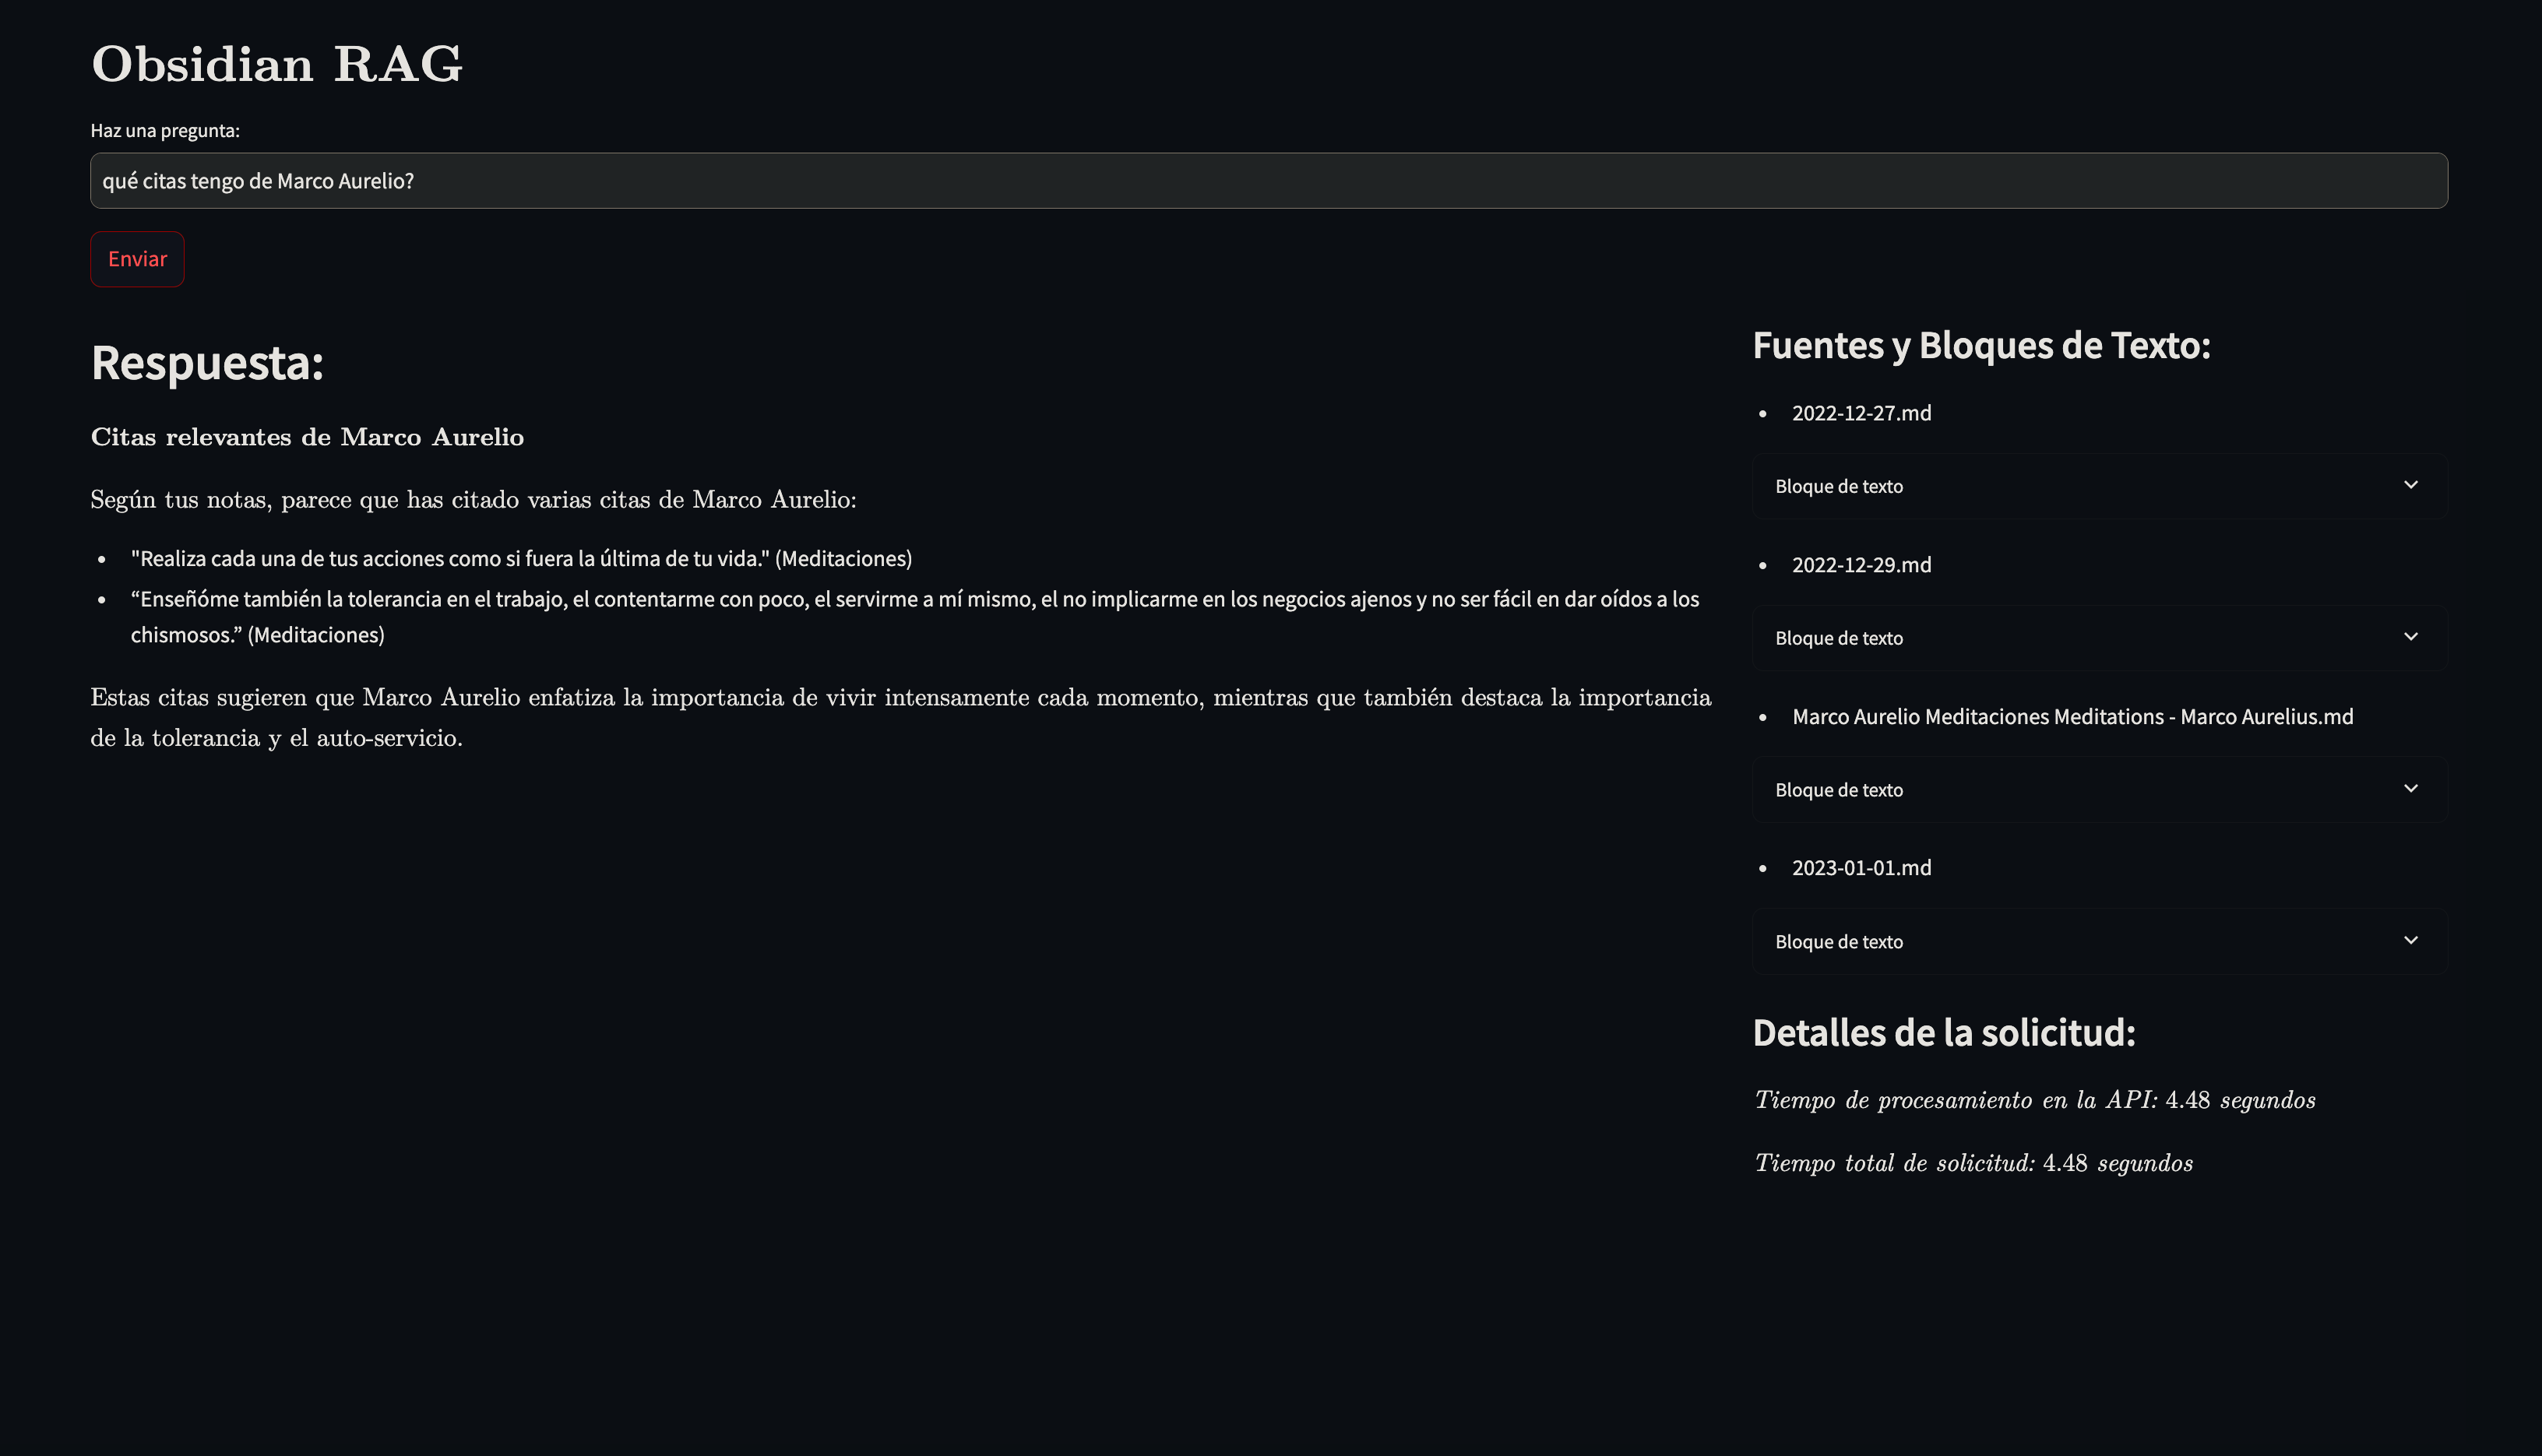 Obsidian RAG
Haz una pregunta:
qué citas tengo de Marco Aurelio?
Enviar
Respuesta:
Citas relevantes de Marco Aurelio
Según tus notas, parece que has citado varias citas de Marco Aurelio:
• "Realiza cada una de tus acciones como si fuera la última de tu vida." (Meditaciones)
• “Enseñóme también la tolerancia en el trabajo, el contentarme con poco, el servirme a mí mismo, el no implicarme en los negocios ajenos y no ser fácil en dar oídos a los
chismosos.” (Meditaciones)
Estas citas sugieren que Marco Aurelio enfatiza la importancia de vivir intensamente cada momento, mientras que también destaca la importancia
de la tolerancia y el auto-servicio.
Fuentes y Bloques de Texto:
• 2022-12-27.md
Bloque de texto
• 2022-12-29.md
Bloque de texto
• Marco Aurelio Meditaciones Meditations - Marco Aurelius.md
Bloque de texto
• 2023-01-01.md
Bloque de texto
Detalles de la solicitud:
Tiempo de procesamiento en la API: 4.48 segundos
Tiempo total de solicitud: 4.48 segundos